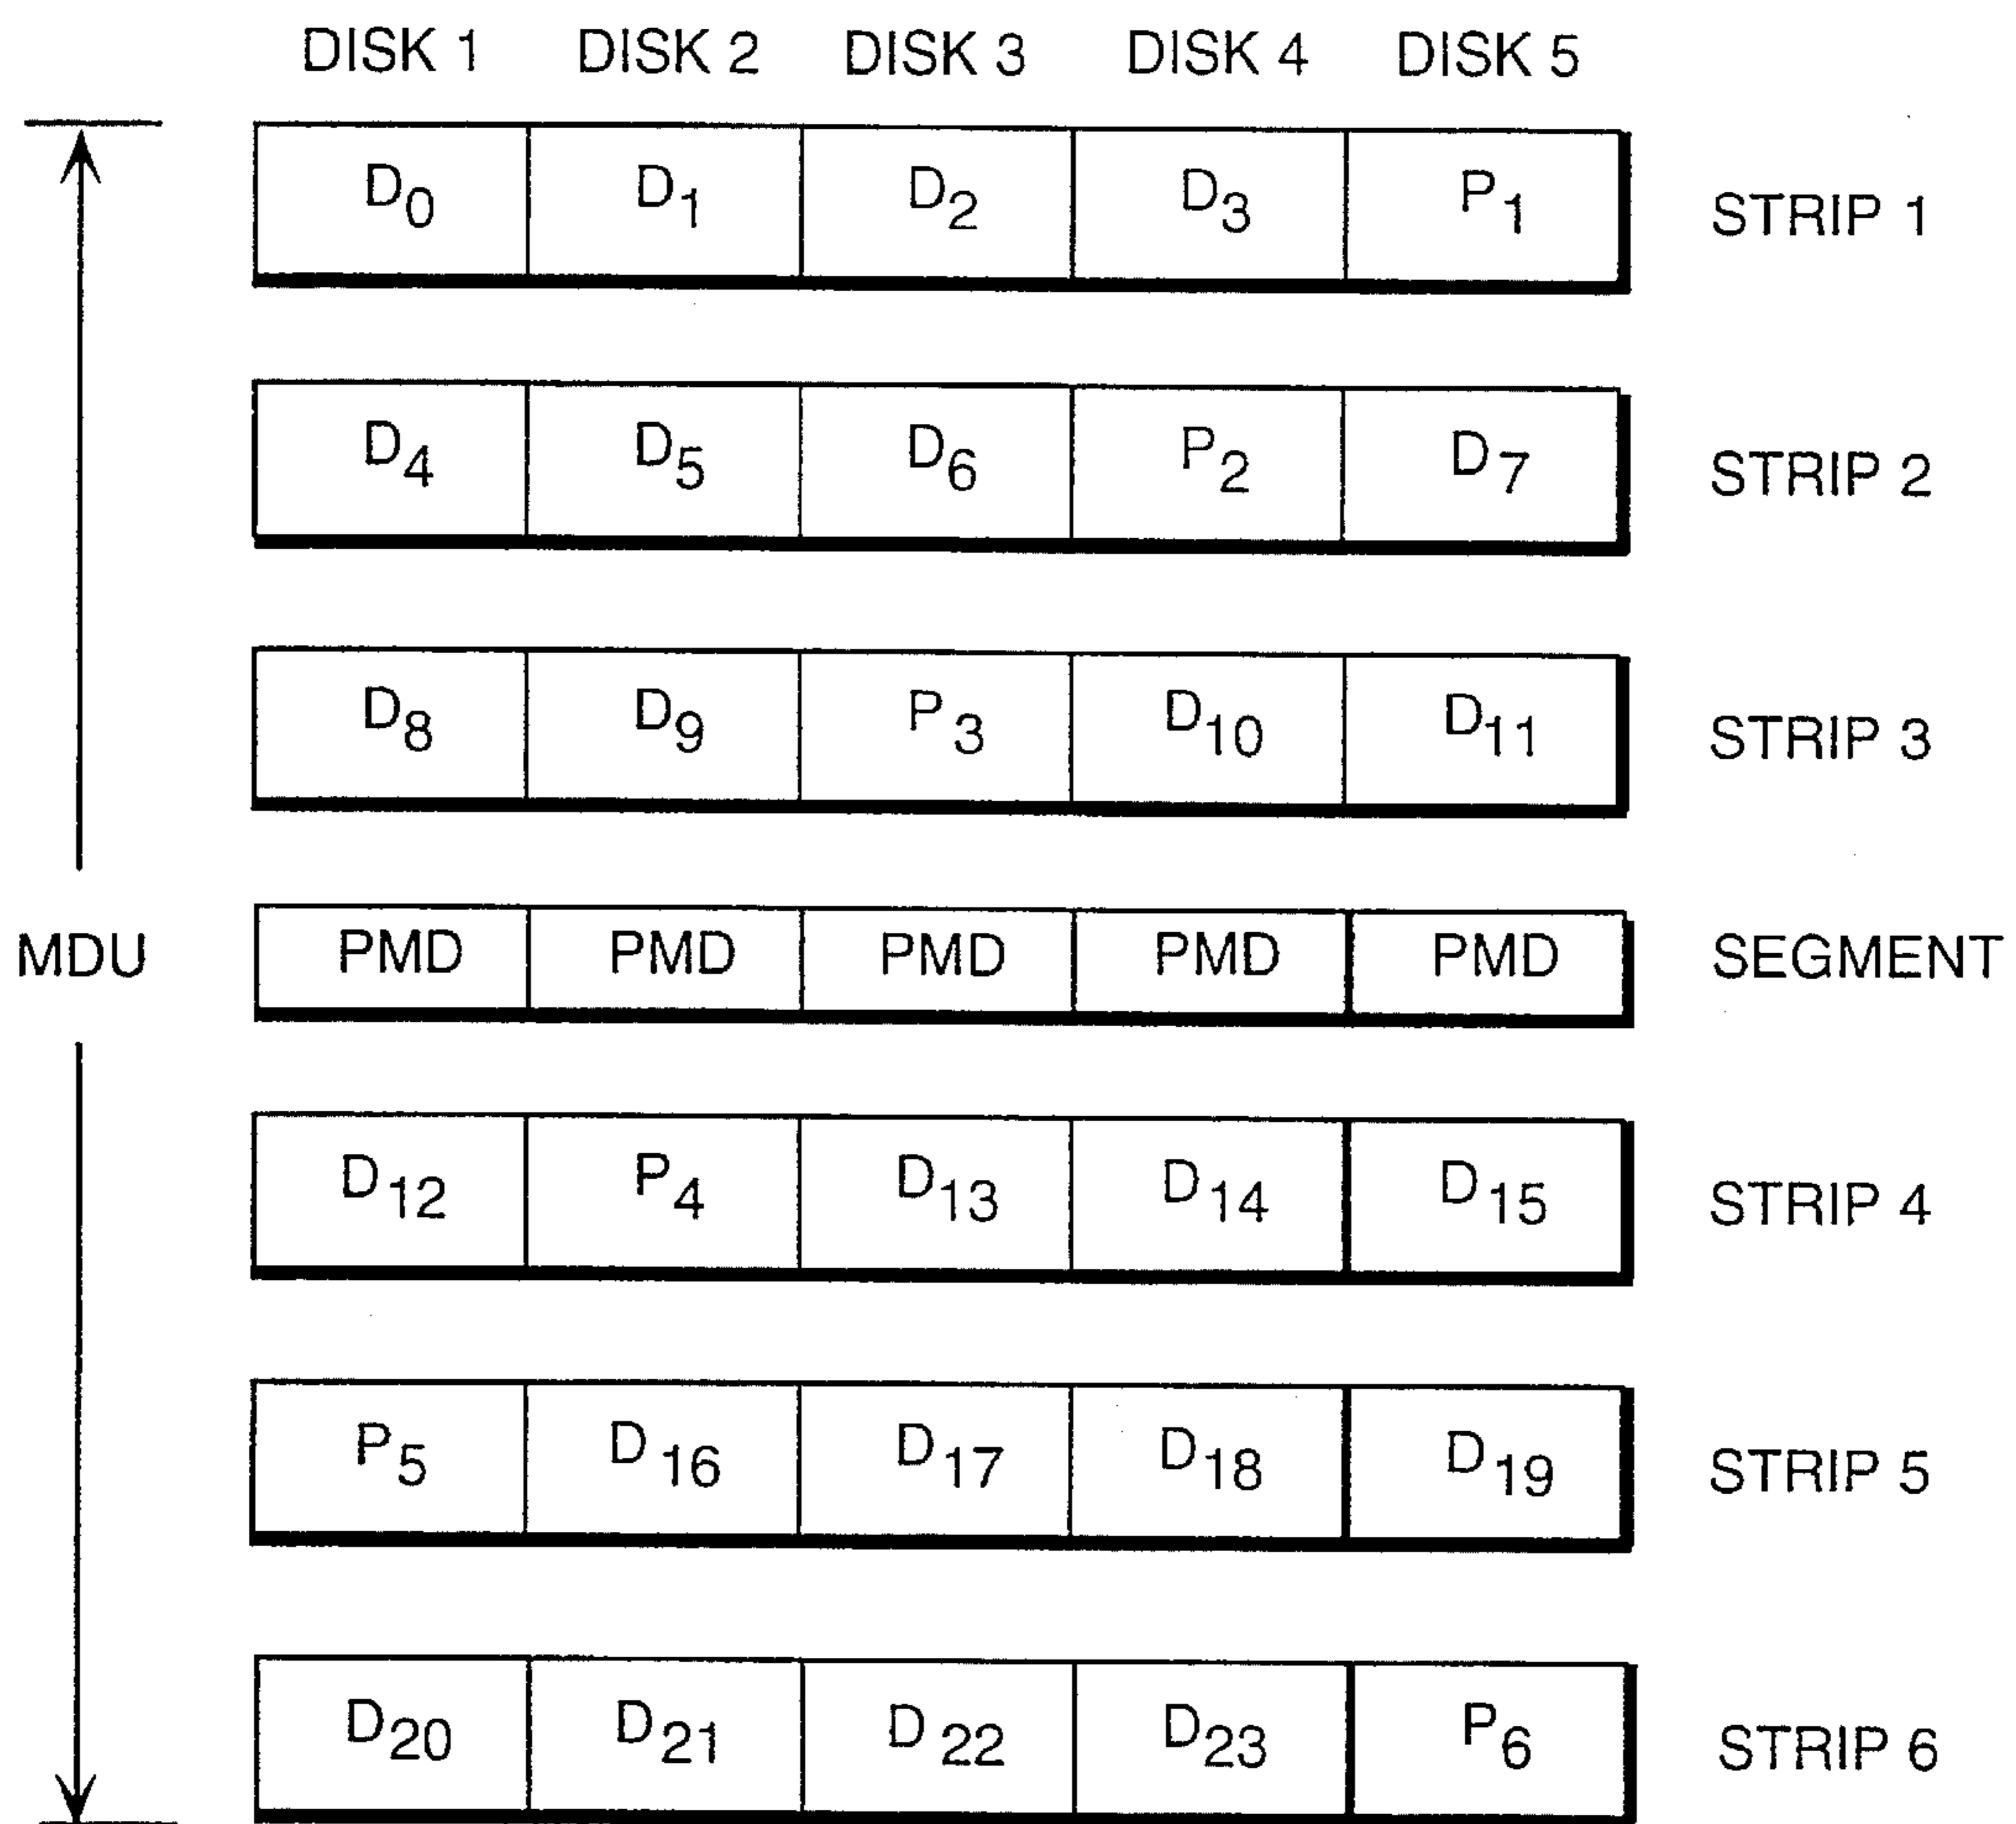 DISK 1 DISK 2 DISK 3 DISK 4 DISK 5
D0 D1 D2 D3 P1 STRIP 1
D4 D5 D6 P2 D7 STRIP 2
D8 D9 P3 D10 D11 STRIP 3
MDU PMD PMD PMD PMD PMD SEGMENT
D12 P4 D13 D14 D15 STRIP 4
P5 D16 D17 D18 D19 STRIP 5
D20 D21 D22 D23 P6 STRIP 6